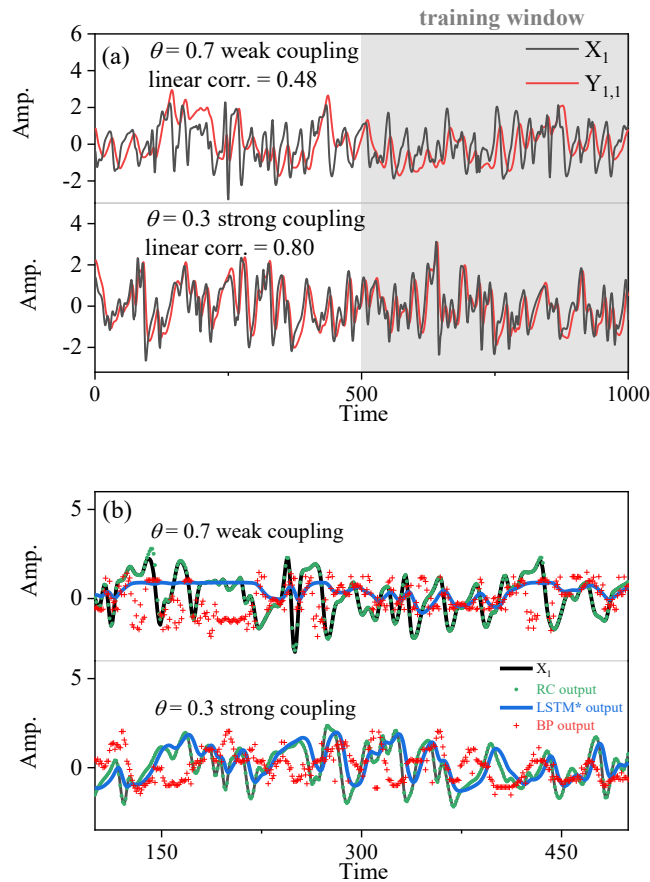 training window
6
(a)
θ = 0.7 weak coupling
linear corr. = 0.48
X₁
Y₁,₁
4
2
0
-2
Amp.
θ = 0.3 strong coupling
linear corr. = 0.80
4
2
0
-2
Amp.
0
500
1000
Time
(b)
5
0
Amp.
θ = 0.7 weak coupling
X₁
RC output
LSTM* output
BP output
5
0
Amp.
θ = 0.3 strong coupling
150
300
450
Time